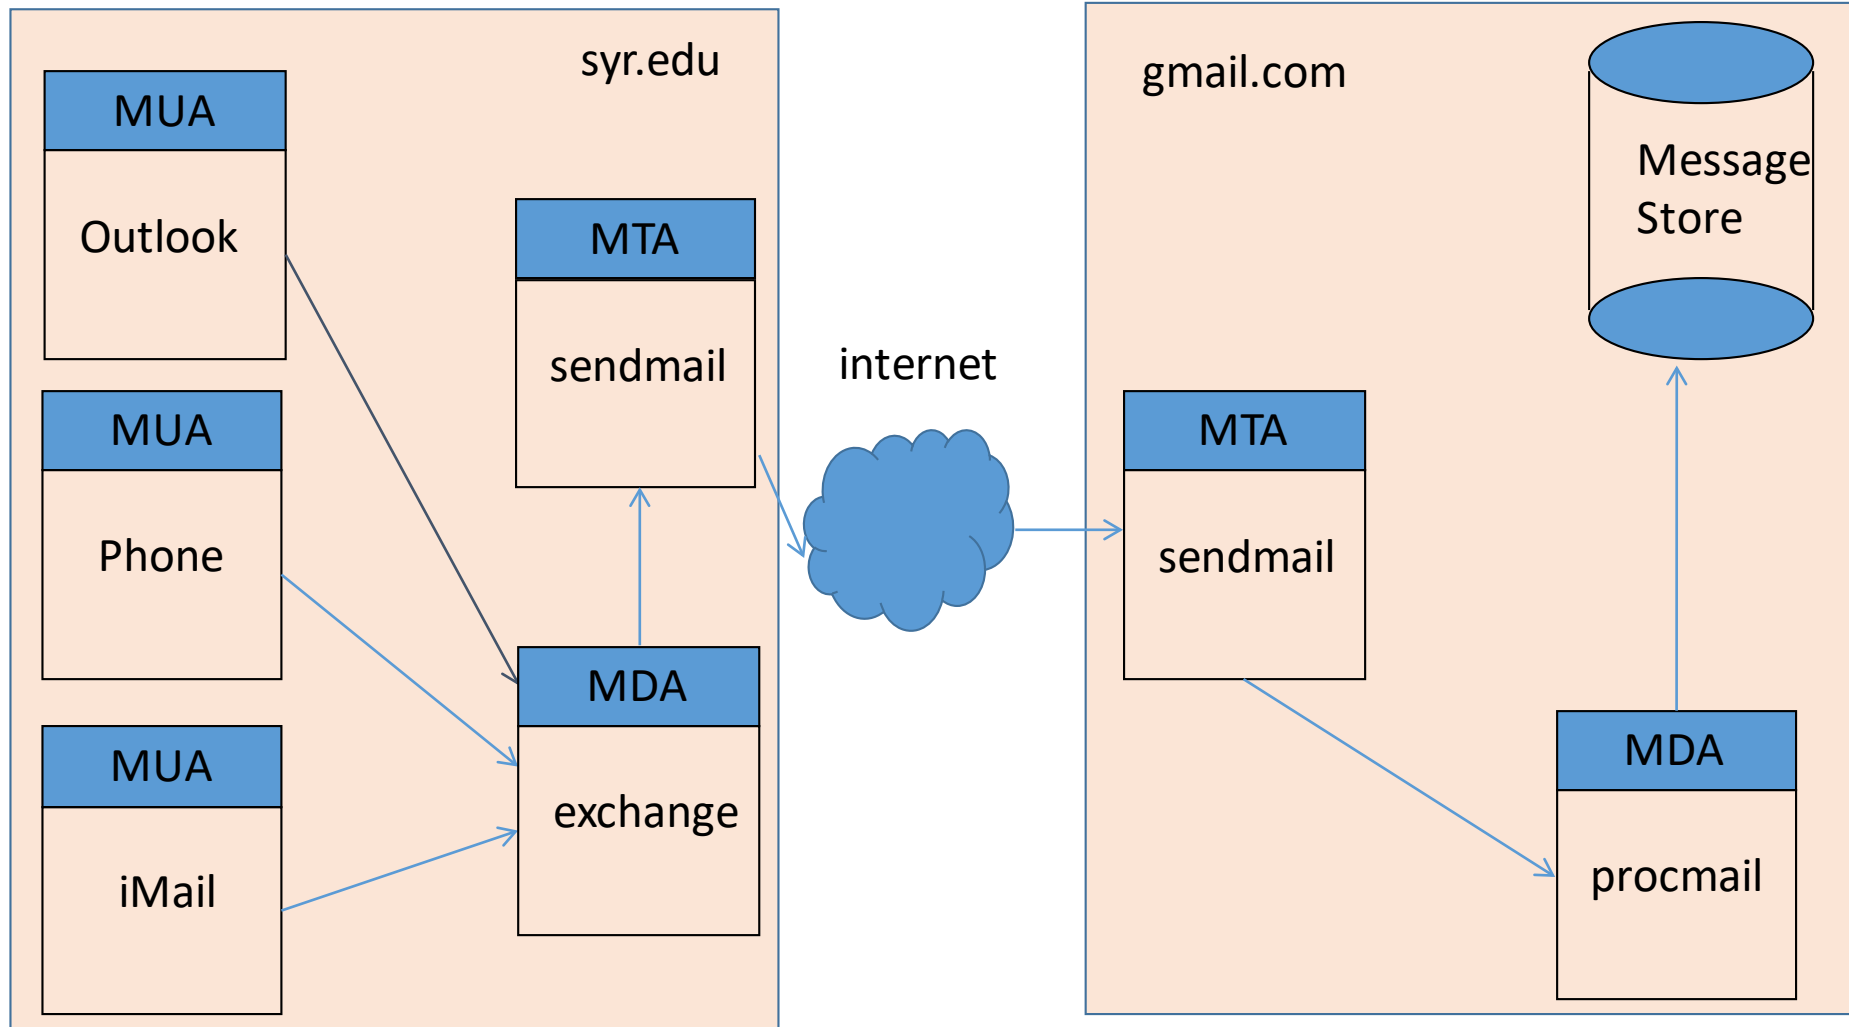 syr.edu
MUA
Outlook
MUA
Phone
MUA
iMail
MTA
sendmail
MDA
exchange
internet
gmail.com
MTA
sendmail
MDA
procmail
Message
Store